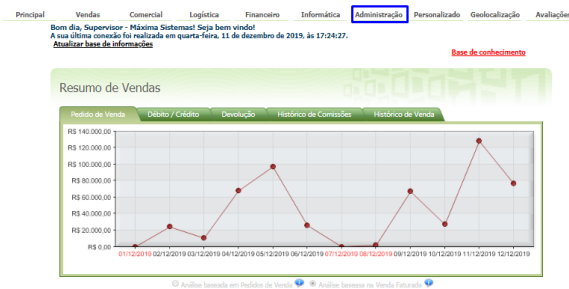 Principal Vendas Comercial Logística Financeiro Informática Administração Personalizado Geolocalização Avaliações
Bom dia, Supervisor - Máxima Sistemas! Seja bem vindo!
A sua última conexão foi realizada em quarta-feira, 11 de dezembro de 2019, às 17:24:27.
Atualizar base de informações
Base de conhecimento
Resumo de Vendas
Pedido de Venda Débito / Crédito Devolução Histórico de Comissões Histórico de Venda
R$ 140.000,00
R$ 120.000,00
R$ 100.000,00
R$ 80.000,00
R$ 60.000,00
R$ 40.000,00
R$ 20.000,00
R$ 0,00
01/12/2019 02/12/2019 03/12/2019 04/12/2019 05/12/2019 06/12/2019 07/12/2019 08/12/2019 09/12/2019 10/12/2019 11/12/2019 12/12/2019
Análise baseada em Pedidos de Venda Análise baseada na Venda Faturada